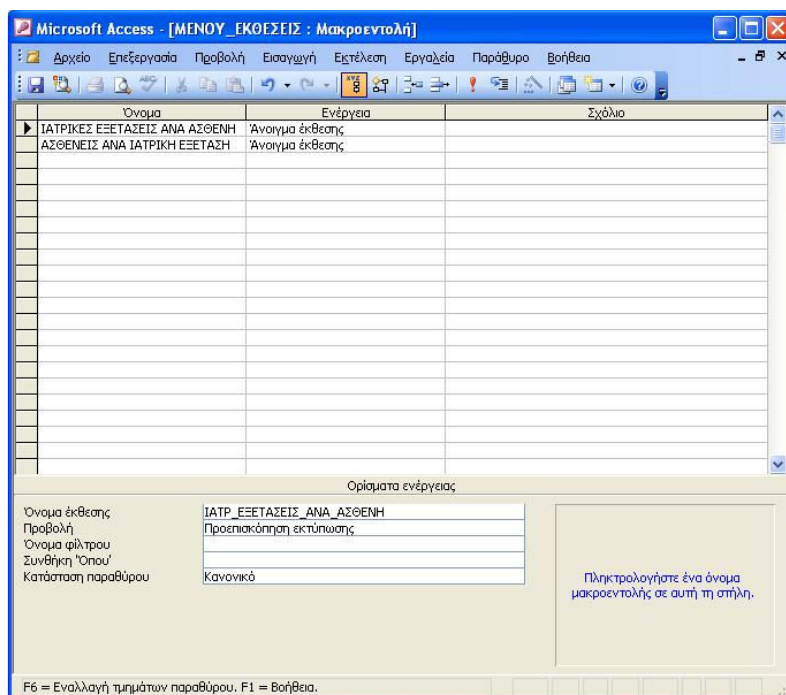 Microsoft Access - [ΜΕΝΟΥ_ΕΚΘΕΣΕΙΣ : Μακροεντολή]
Αρχείο Επεξεργασία Προβολή Εισαγωγή Εκτέλεση Εργαλεία Παράθυρο Βοήθεια
Όνομα Ενέργεια Σχόλιο
ΙΑΤΡΙΚΕΣ ΕΞΕΤΑΣΕΙΣ ΑΝΑ ΑΣΘΕΝΗ Άνοιγμα έκθεσης
ΑΣΘΕΝΕΙΣ ΑΝΑ ΙΑΤΡΙΚΗ ΕΞΕΤΑΣΗ Άνοιγμα έκθεσης
Ορίσματα ενέργειας
Όνομα έκθεσης ΙΑΤΡ_ΕΞΕΤΑΣΕΙΣ_ΑΝΑ_ΑΣΘΕΝΗ
Προβολή Προεπισκόπηση εκτύπωσης
Όνομα φίλτρου
Συνθήκη 'Όπου'
Κατάσταση παραθύρου Κανονικό
Πληκτρολογήστε ένα όνομα
μακροεντολής σε αυτή τη στήλη.
F6 = Εναλλαγή τμημάτων παραθύρου. F1 = Βοήθεια.